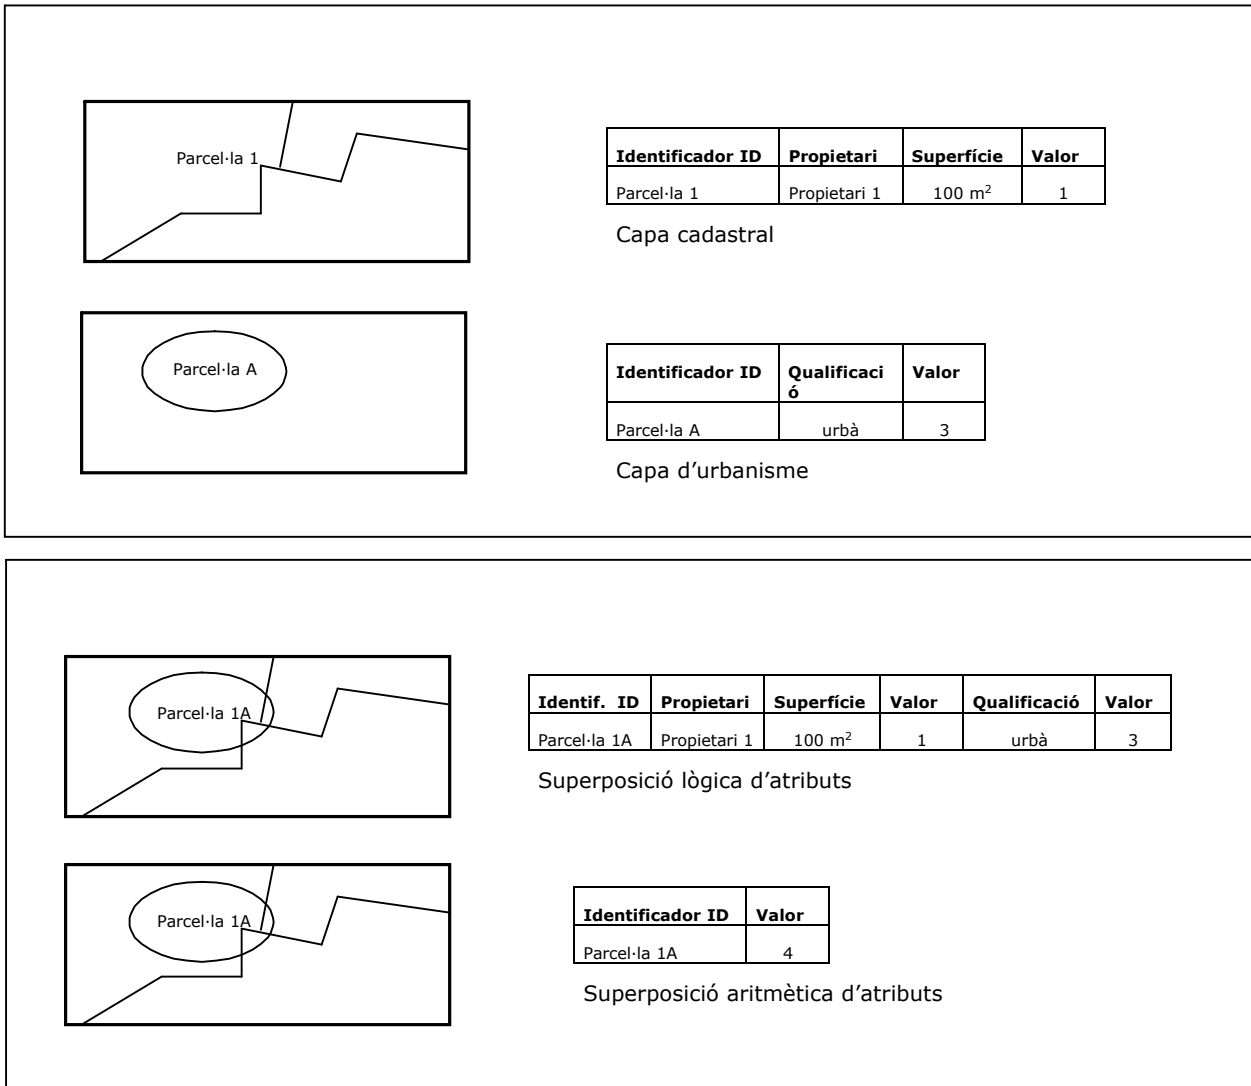 Parcel·la 1
Identificador ID Propietari Superfície Valor
Parcel·la 1 Propietari 1 100 m² 1
Capa cadastral
Parcel·la A
Identificador ID Qualificaci
ó Valor
Parcel·la A urbà 3
Capa d’urbanisme
Parcel·la 1A
Identif. ID Propietari Superfície Valor Qualificació Valor
Parcel·la 1A Propietari 1 100 m² 1 urbà 3
Superposició lògica d’atributs
Parcel·la 1A
Identificador ID Valor
Parcel·la 1A 4
Superposició aritmètica d’atributs